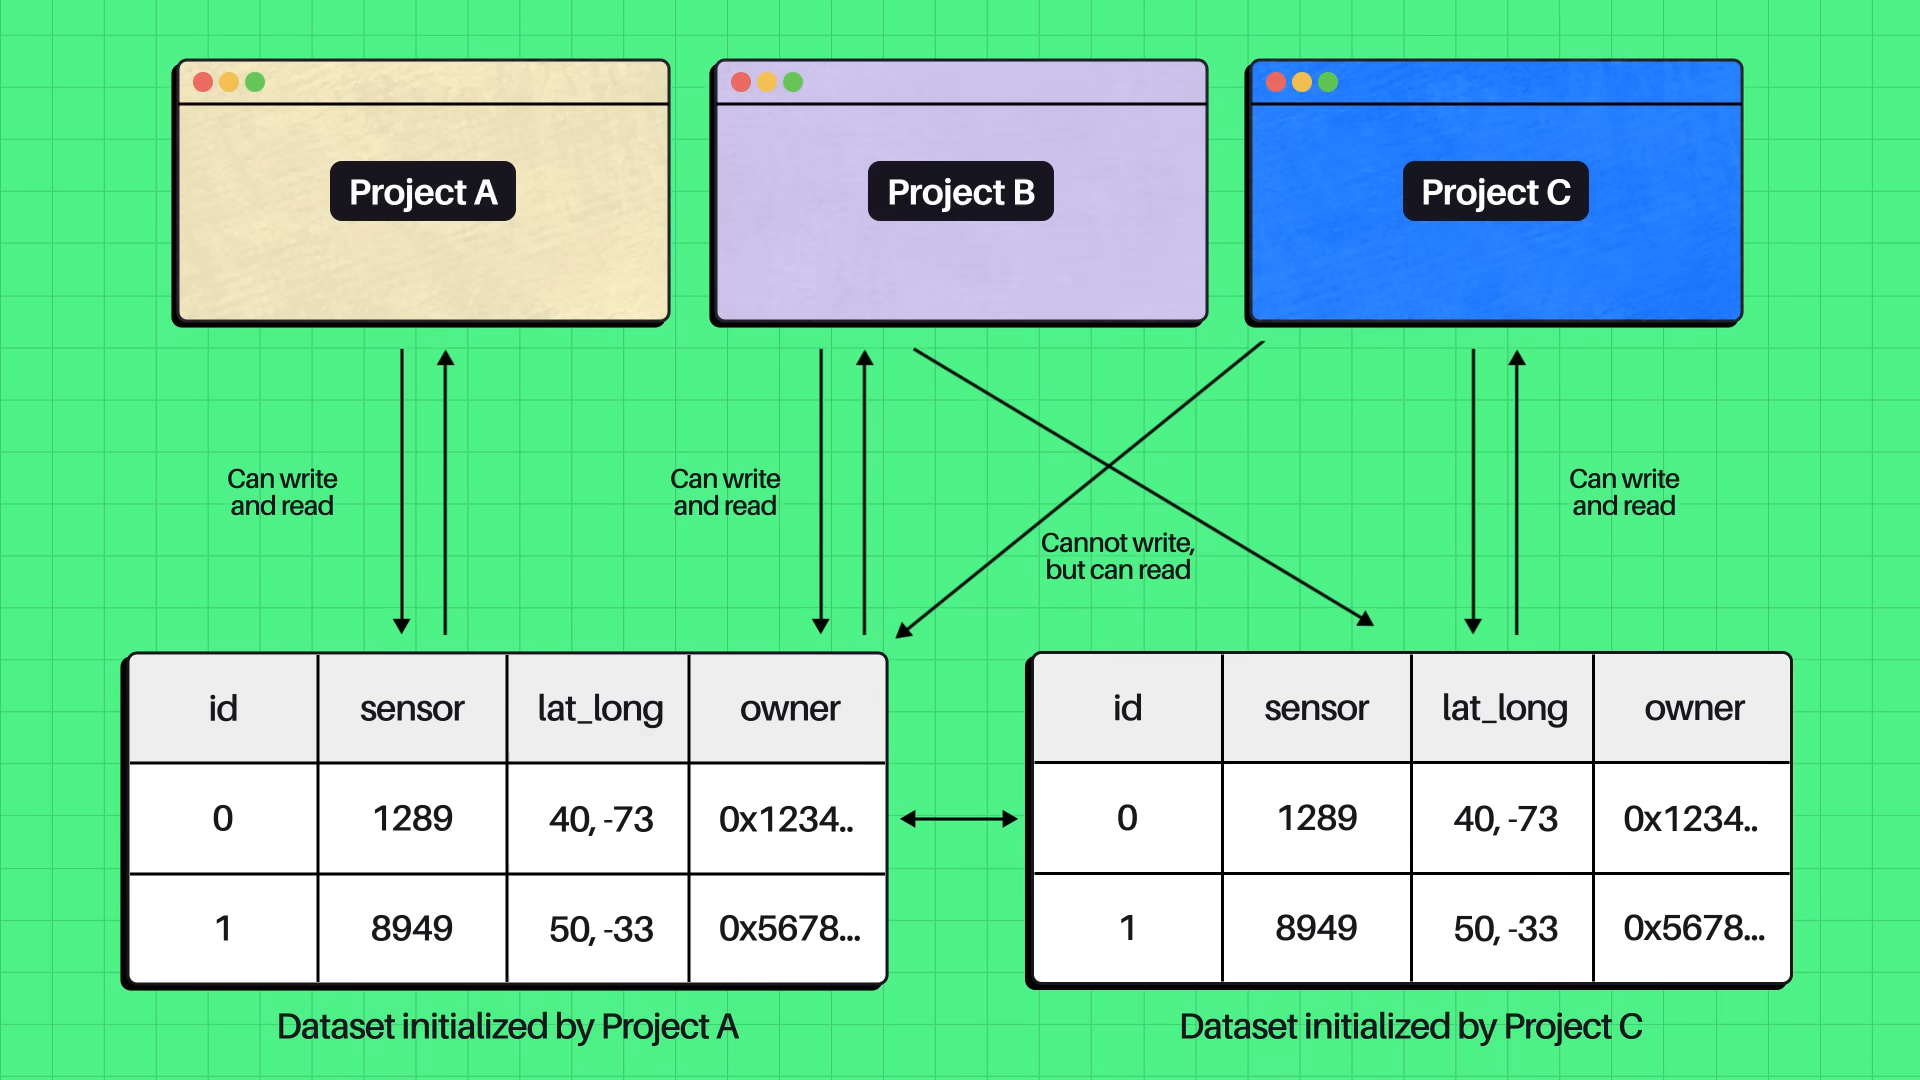 Project A
Project B
Project C
Can write
and read
Can write
and read
Cannot write,
but can read
Can write
and read
id sensor lat_long owner
0 1289 40, -73 0x1234..
1 8949 50, -33 0x5678...
Dataset initialized by Project A
id sensor lat_long owner
0 1289 40, -73 0x1234..
1 8949 50, -33 0x5678...
Dataset initialized by Project C